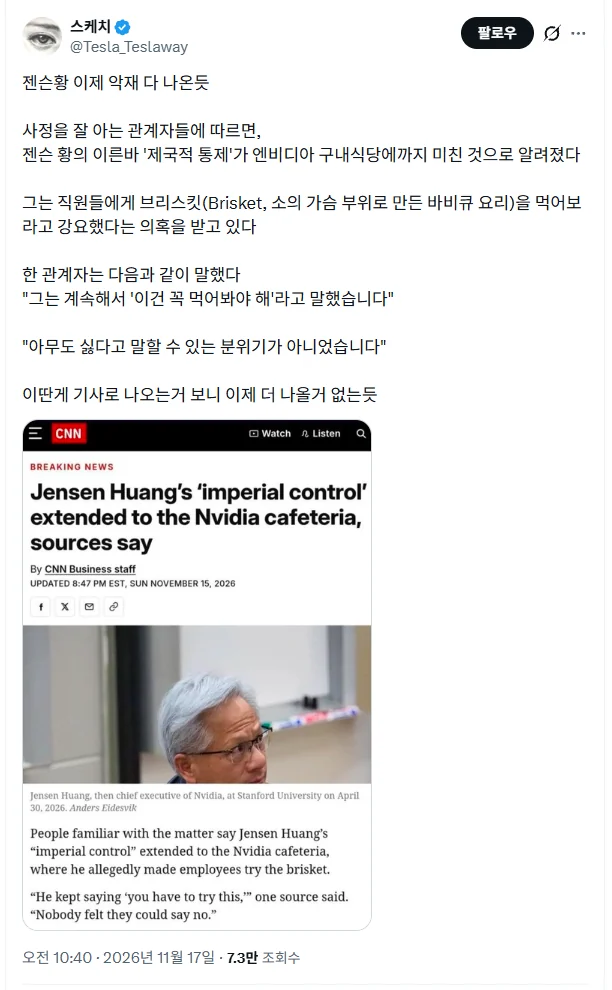 스케치
팔로우
@Tesla_Teslaway
젠슨황 이제 악재 다 나온듯
사정을 잘 아는 관계자들에 따르면,
젠슨 황의 이른바 '제국적 통제'가 엔비디아 구내식당에까지 미친 것으로 알려졌다
그는 직원들에게 브리스킷(Brisket, 소의 가슴 부위로 만든 바비큐 요리)을 먹어보
라고 강요했다는 의혹을 받고 있다
한 관계자는 다음과 같이 말했다
"그는 계속해서 '이건 꼭 먹어봐야 해'라고 말했습니다"
"아무도 싫다고 말할 수 있는 분위기가 아니었습니다"
이딴게 기사로 나오는거 보니 이제 더 나올거 없는듯
CNN Watch Listen
BREAKING NEWS
Jensen Huang's ‘imperial control’
extended to the Nvidia cafeteria,
sources say
By CNN Business staff
UPDATED 8:47 PM EST, SUN NOVEMBER 15, 2026
Jensen Huang, then chief executive of Nvidia, at Stanford University on April
30, 2026. Anders Eidesvik
People familiar with the matter say Jensen Huang's
“imperial control” extended to the Nvidia cafeteria,
where he allegedly made employees try the brisket.
“He kept saying ‘you have to try this,’” one source said.
“Nobody felt they could say no.”
오전 10:40 · 2026년 11월 17일 · 7.3만 조회수